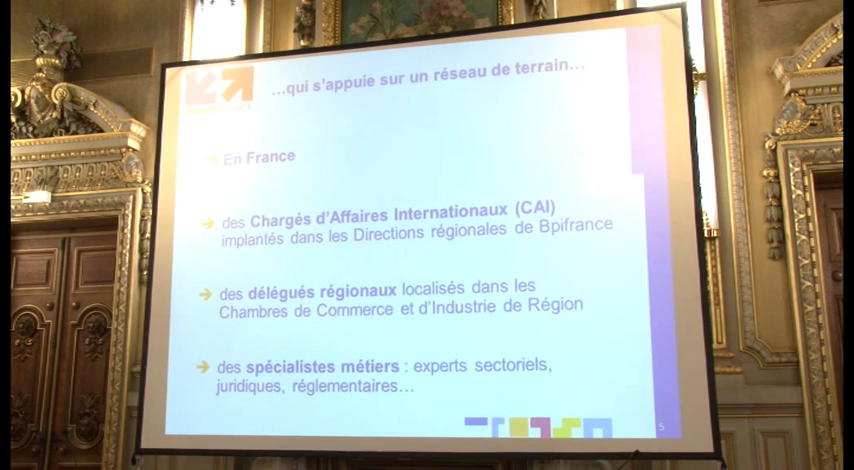 …qui s'appuie sur un réseau de terrain…
En France
des Chargés d'Affaires Internationaux (CAI)
implantés dans les Directions régionales de Bpifrance
des délégués régionaux localisés dans les
Chambres de Commerce et d'Industrie de Région
des spécialistes métiers : experts sectoriels,
juridiques, réglementaires…
5